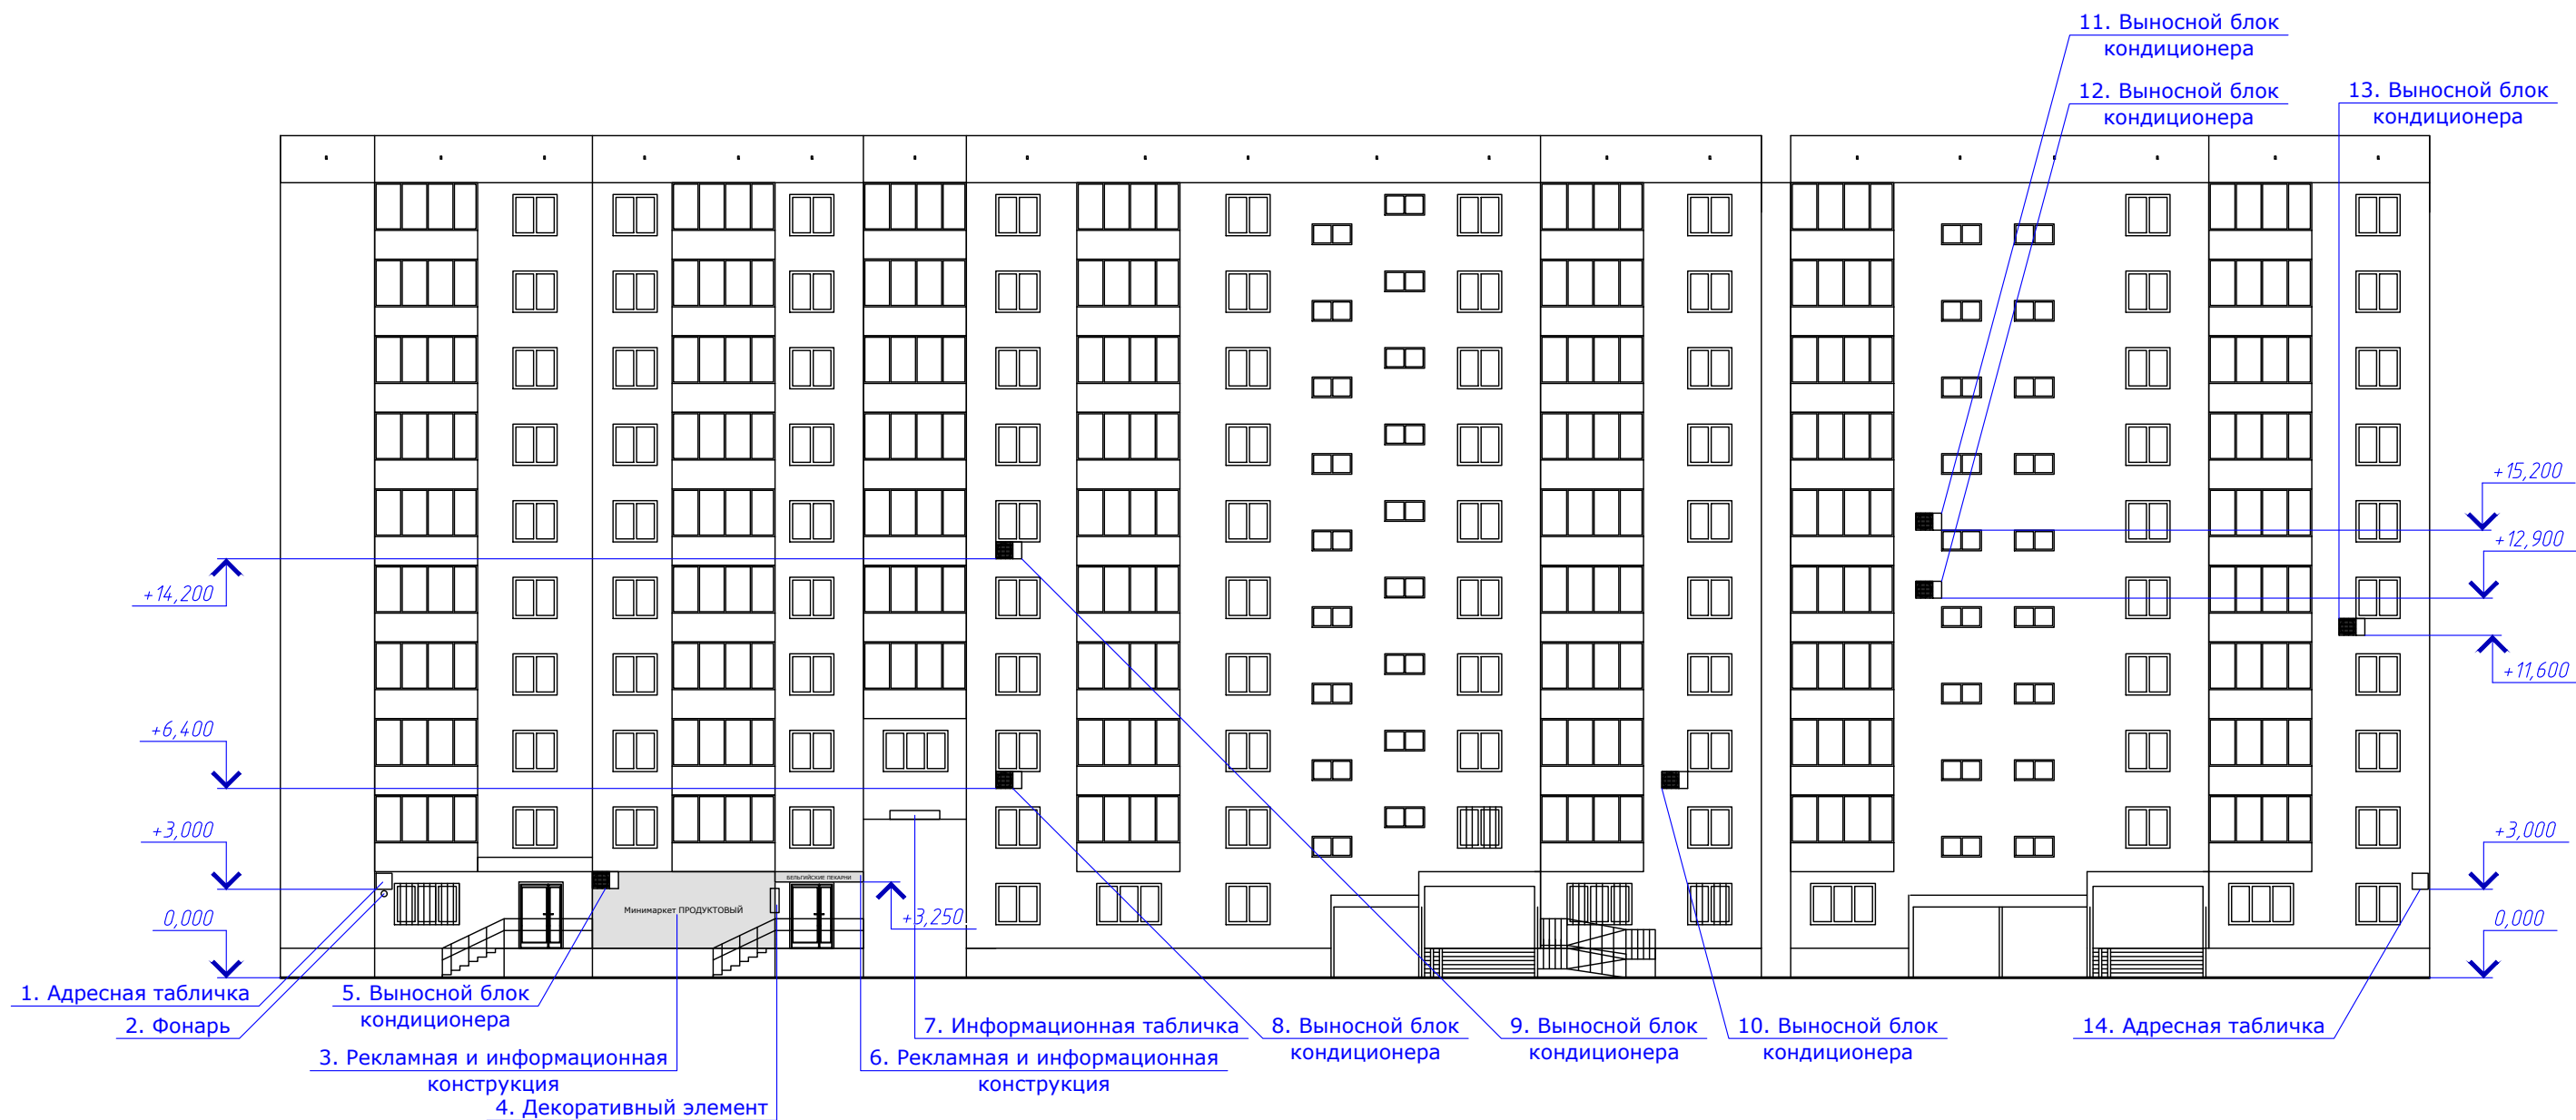 11. Выносной блок
кондиционера
12. Выносной блок
кондиционера
13. Выносной блок
кондиционера
+15,200
+12,900
+14,200
+11,600
+6,400
+3,000
+3,000
БЕЛЬГИЙСКИЕ ПЕКАРНИ
Минимаркет ПРОДУКТОВЫЙ
+3,250
0,000
0,000
1. Адресная табличка
5. Выносной блок
кондиционера
2. Фонарь
7. Информационная табличка
8. Выносной блок
кондиционера
9. Выносной блок
кондиционера
10. Выносной блок
кондиционера
14. Адресная табличка
3. Рекламная и информационная
конструкция
6. Рекламная и информационная
конструкция
4. Декоративный элемент